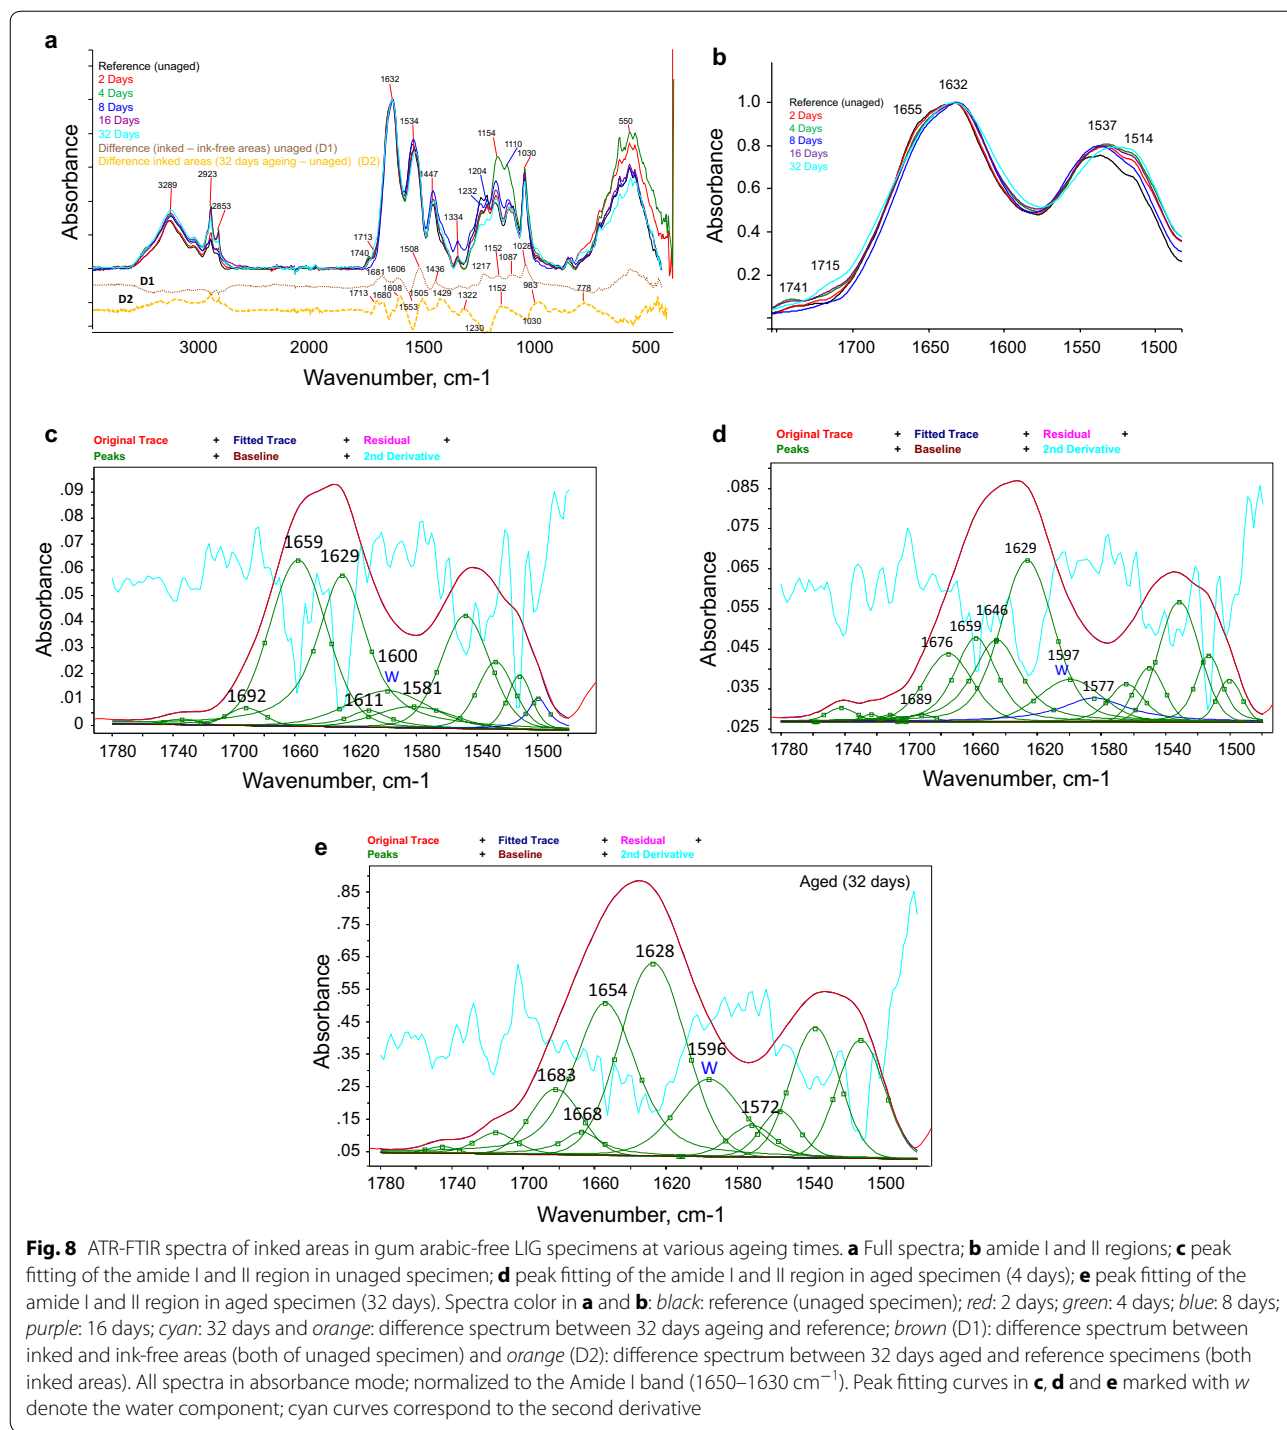 a
Reference (unaged)
2 Days
4 Days
8 Days
16 Days
32 Days
Difference (inked – ink-free areas) unaged (D1)
Difference inked areas (32 days ageing – unaged) (D2)
Absorbance
1632
1534
1154
1110
550
1030
1447
1204
1232
1334
3289
2923
2853
1713
1740
1508
1681
1606
1436
1217
1152
1087
1028
D1
D2
1713
1680
1608
1553
1505
1429
1322
1230
1152
983
1030
778
3000 2000 1500 1000 500
Wavenumber, cm-1
b
Reference (unaged)
2 Days
4 Days
8 Days
16 Days
32 Days
Absorbance
1.0
0.8
0.6
0.4
0.2
1655
1632
1537
1514
1715
1741
1700 1650 1600 1550 1500
Wavenumber, cm-1
c
Original Trace + Fitted Trace + Residual +
Peaks + Baseline + 2nd Derivative
Absorbance
.09
.07
.06
.05
.04
.02
.01
0
1659
1629
1600
W
1692
1611
1581
1780 1740 1700 1660 1620 1580 1540 1500
Wavenumber, cm-1
d
Original Trace + Fitted Trace + Residual +
Peaks + Baseline + 2nd Derivative
Absorbance
.085
.075
.065
.055
.045
.035
.025
1629
1646
1659
1676
1597
W
1689
1577
1780 1740 1700 1660 1620 1580 1540 1500
Wavenumber, cm-1
e
Original Trace + Fitted Trace + Residual +
Peaks + Baseline + 2nd Derivative
Aged (32 days)
Absorbance
.85
.75
.65
.55
.45
.35
.25
.15
.05
1628
1654
1596
W
1683
1668
1572
1780 1740 1700 1660 1620 1580 1540 1500
Wavenumber, cm-1
Fig. 8 ATR-FTIR spectra of inked areas in gum arabic-free LIG specimens at various ageing times. a Full spectra; b amide I and II regions; c peak
fitting of the amide I and II region in unaged specimen; d peak fitting of the amide I and II region in aged specimen (4 days); e peak fitting of the
amide I and II region in aged specimen (32 days). Spectra color in a and b: black: reference (unaged specimen); red: 2 days; green: 4 days; blue: 8 days;
purple: 16 days; cyan: 32 days and orange: difference spectrum between 32 days ageing and reference; brown (D1): difference spectrum between
inked and ink-free areas (both of unaged specimen) and orange (D2): difference spectrum between 32 days aged and reference specimens (both
inked areas). All spectra in absorbance mode; normalized to the Amide I band (1650–1630 cm⁻¹). Peak fitting curves in c, d and e marked with w
denote the water component; cyan curves correspond to the second derivative